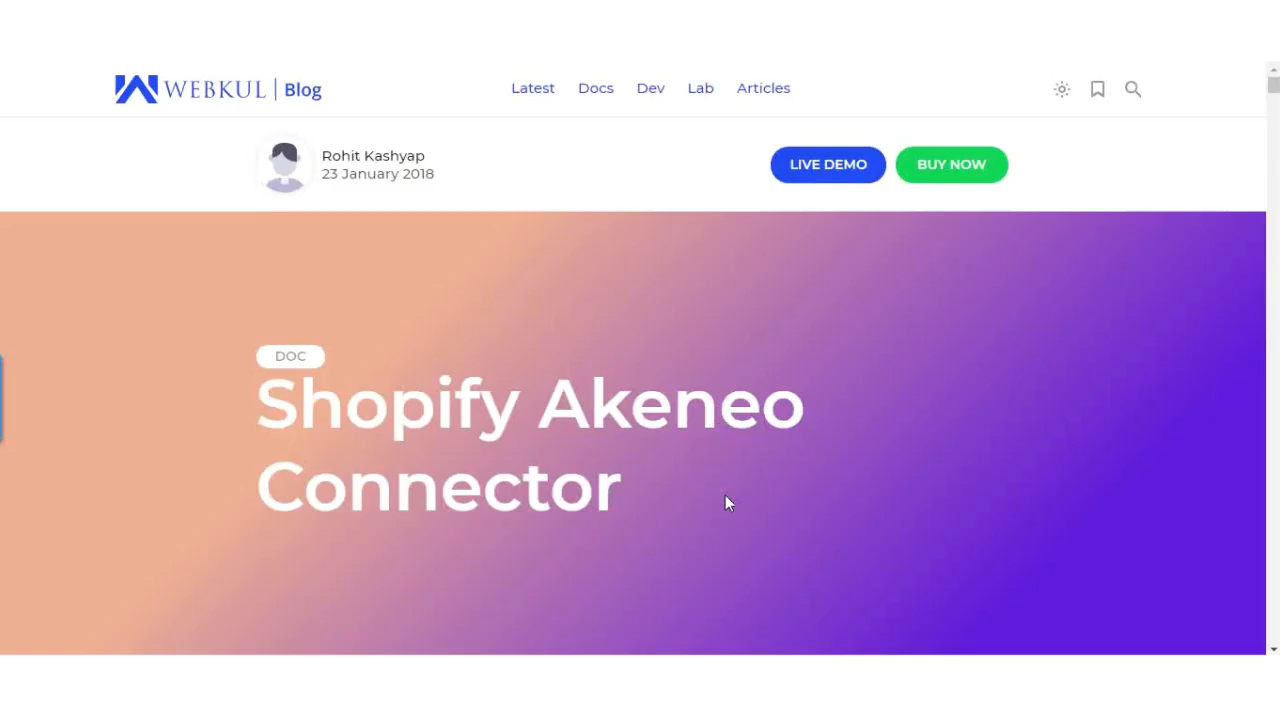 WEBKUL | Blog
Latest Docs Dev Lab Articles
Rohit Kashyap
23 January 2018
LIVE DEMO BUY NOW
DOC
Shopify Akeneo
Connector